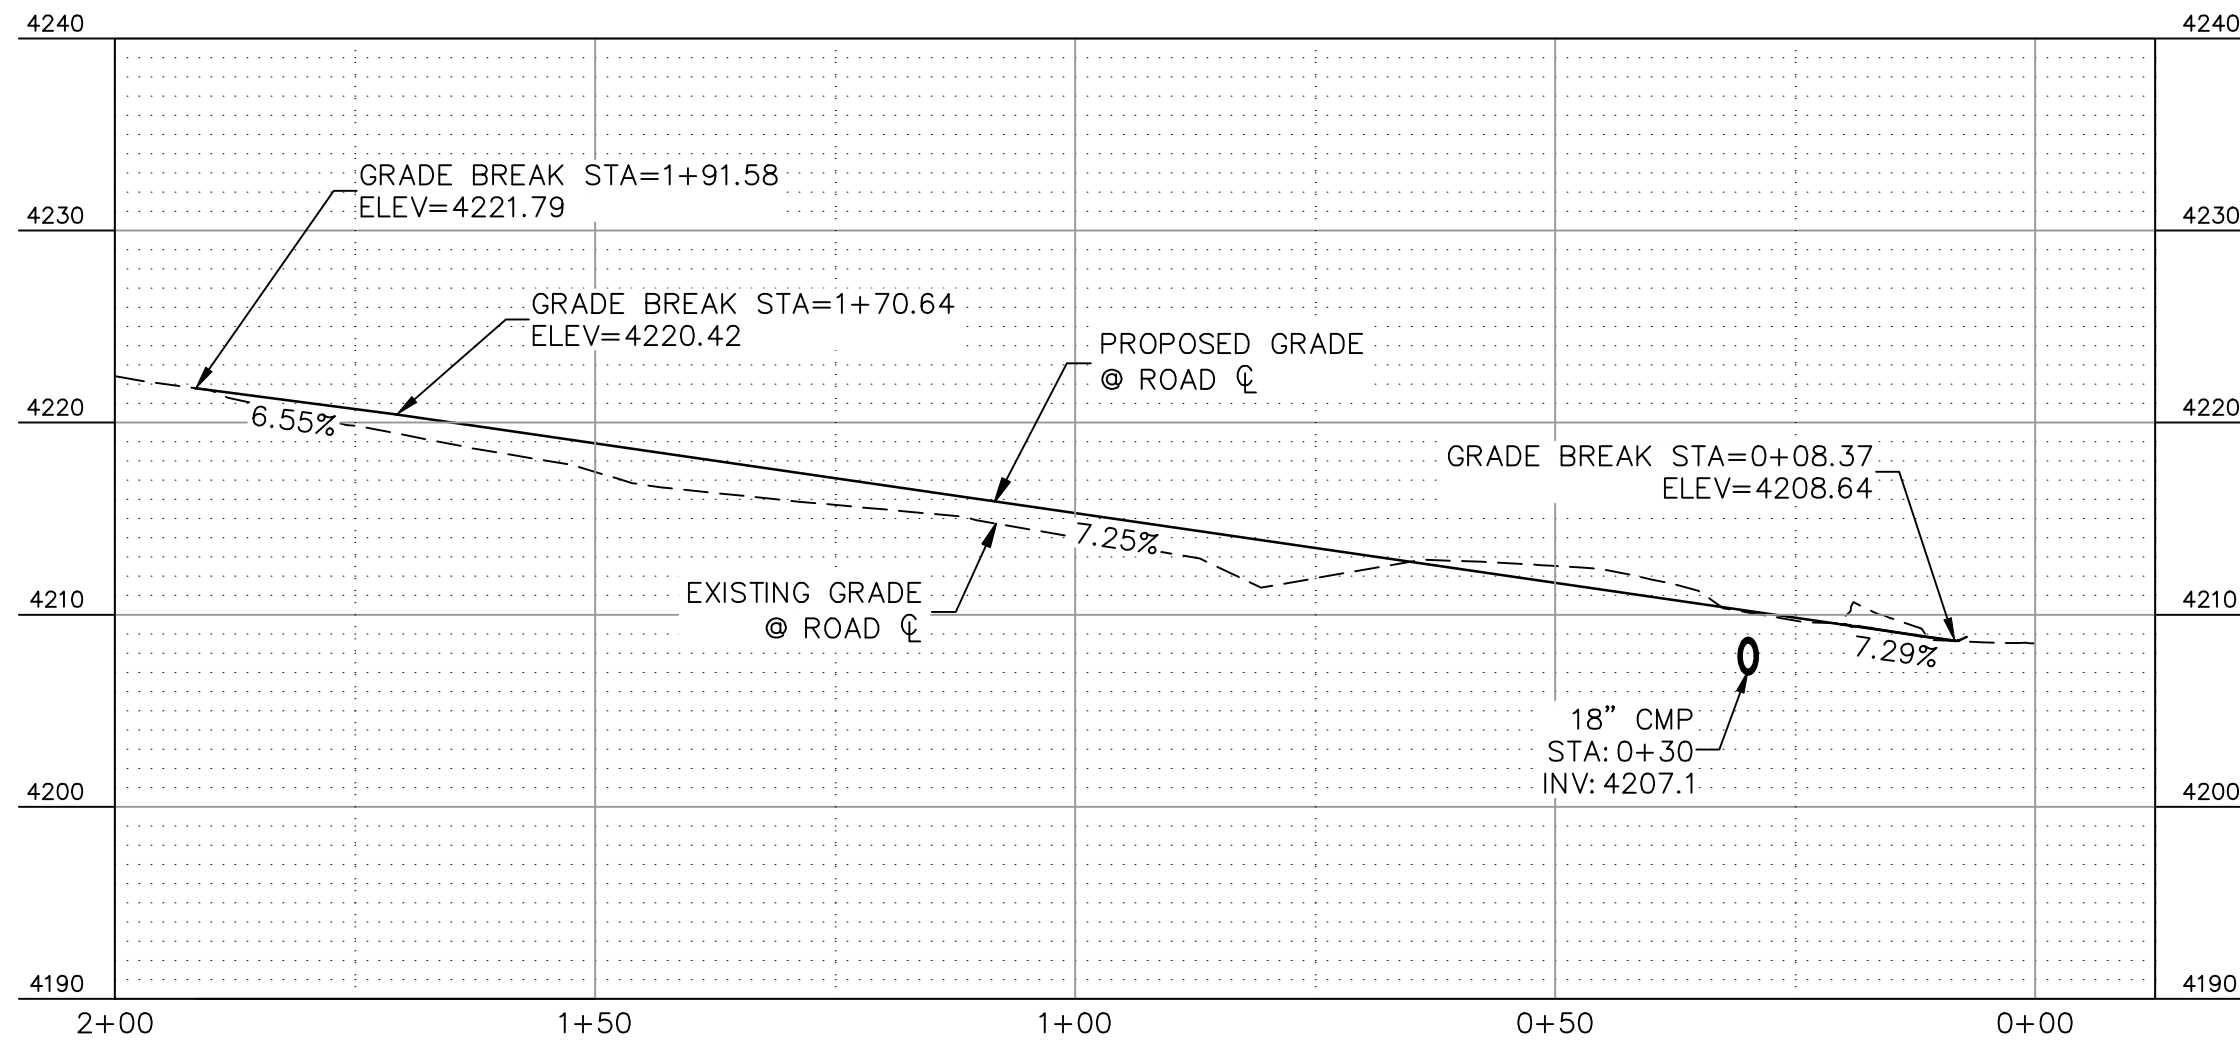 4240
4240
GRADE BREAK STA=1+91.58
ELEV=4221.79
4230
4230
GRADE BREAK STA=1+70.64
ELEV=4220.42
PROPOSED GRADE
@ ROAD ℄
6.55%
4220
4220
GRADE BREAK STA=0+08.37
ELEV=4208.64
7.25%
EXISTING GRADE
@ ROAD ℄
4210
4210
7.29%
18” CMP
STA: 0+30
INV: 4207.1
4200
4200
4190
4190
2+00 1+50 1+00 0+50 0+00